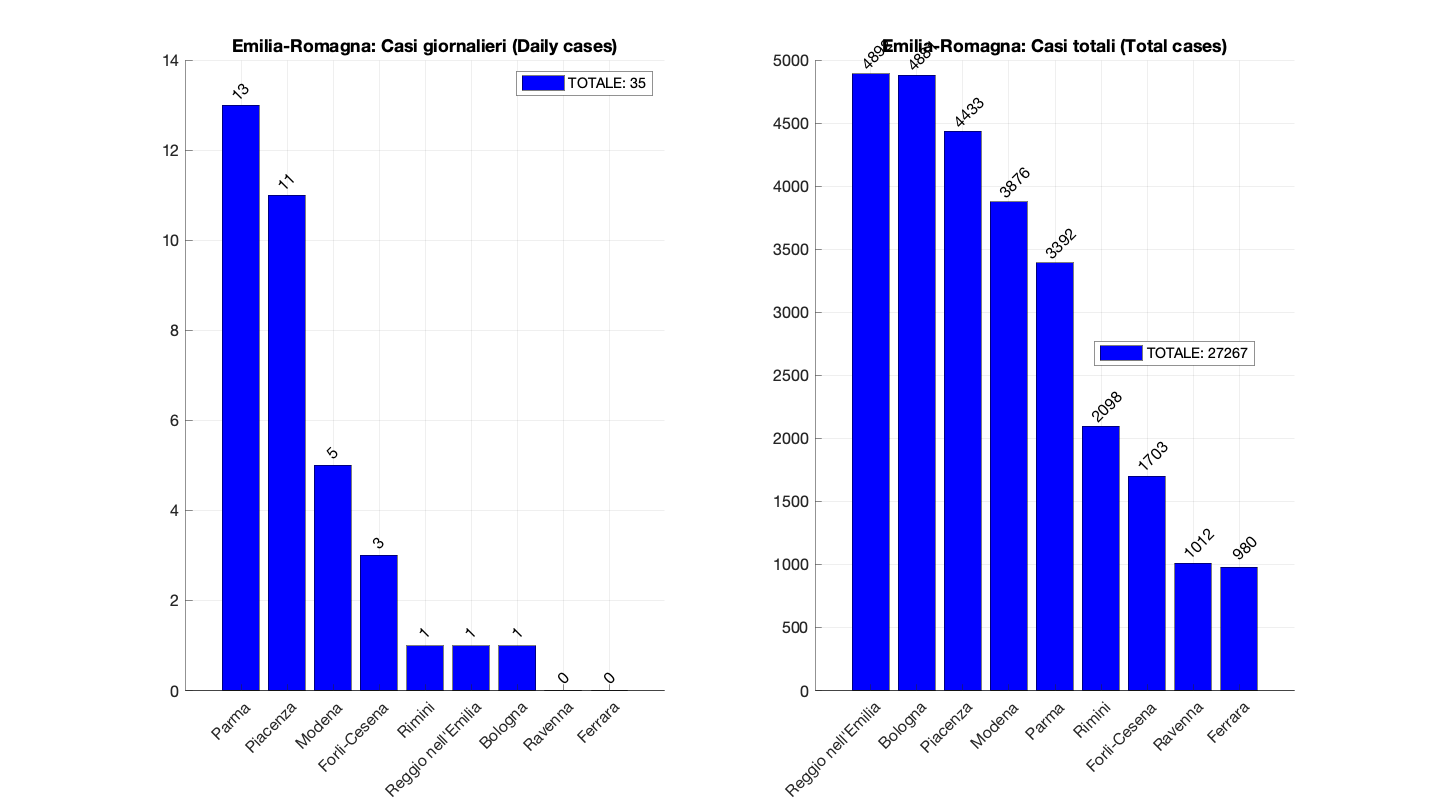 Emilia-Romagna: Casi giornalieri (Daily cases)
TOTALE: 35
14
12
10
8
6
4
2
0
13
11
5
3
1
1
1
0
0
Parma
Piacenza
Modena
Forlì-Cesena
Rimini
Reggio nell'Emilia
Bologna
Ravenna
Ferrara
Emilia-Romagna: Casi totali (Total cases)
TOTALE: 27267
5000
4500
4000
3500
3000
2500
2000
1500
1000
500
0
4433
3876
3392
2098
1703
1012
980
Reggio nell'Emilia
Bologna
Piacenza
Modena
Parma
Rimini
Forlì-Cesena
Ravenna
Ferrara